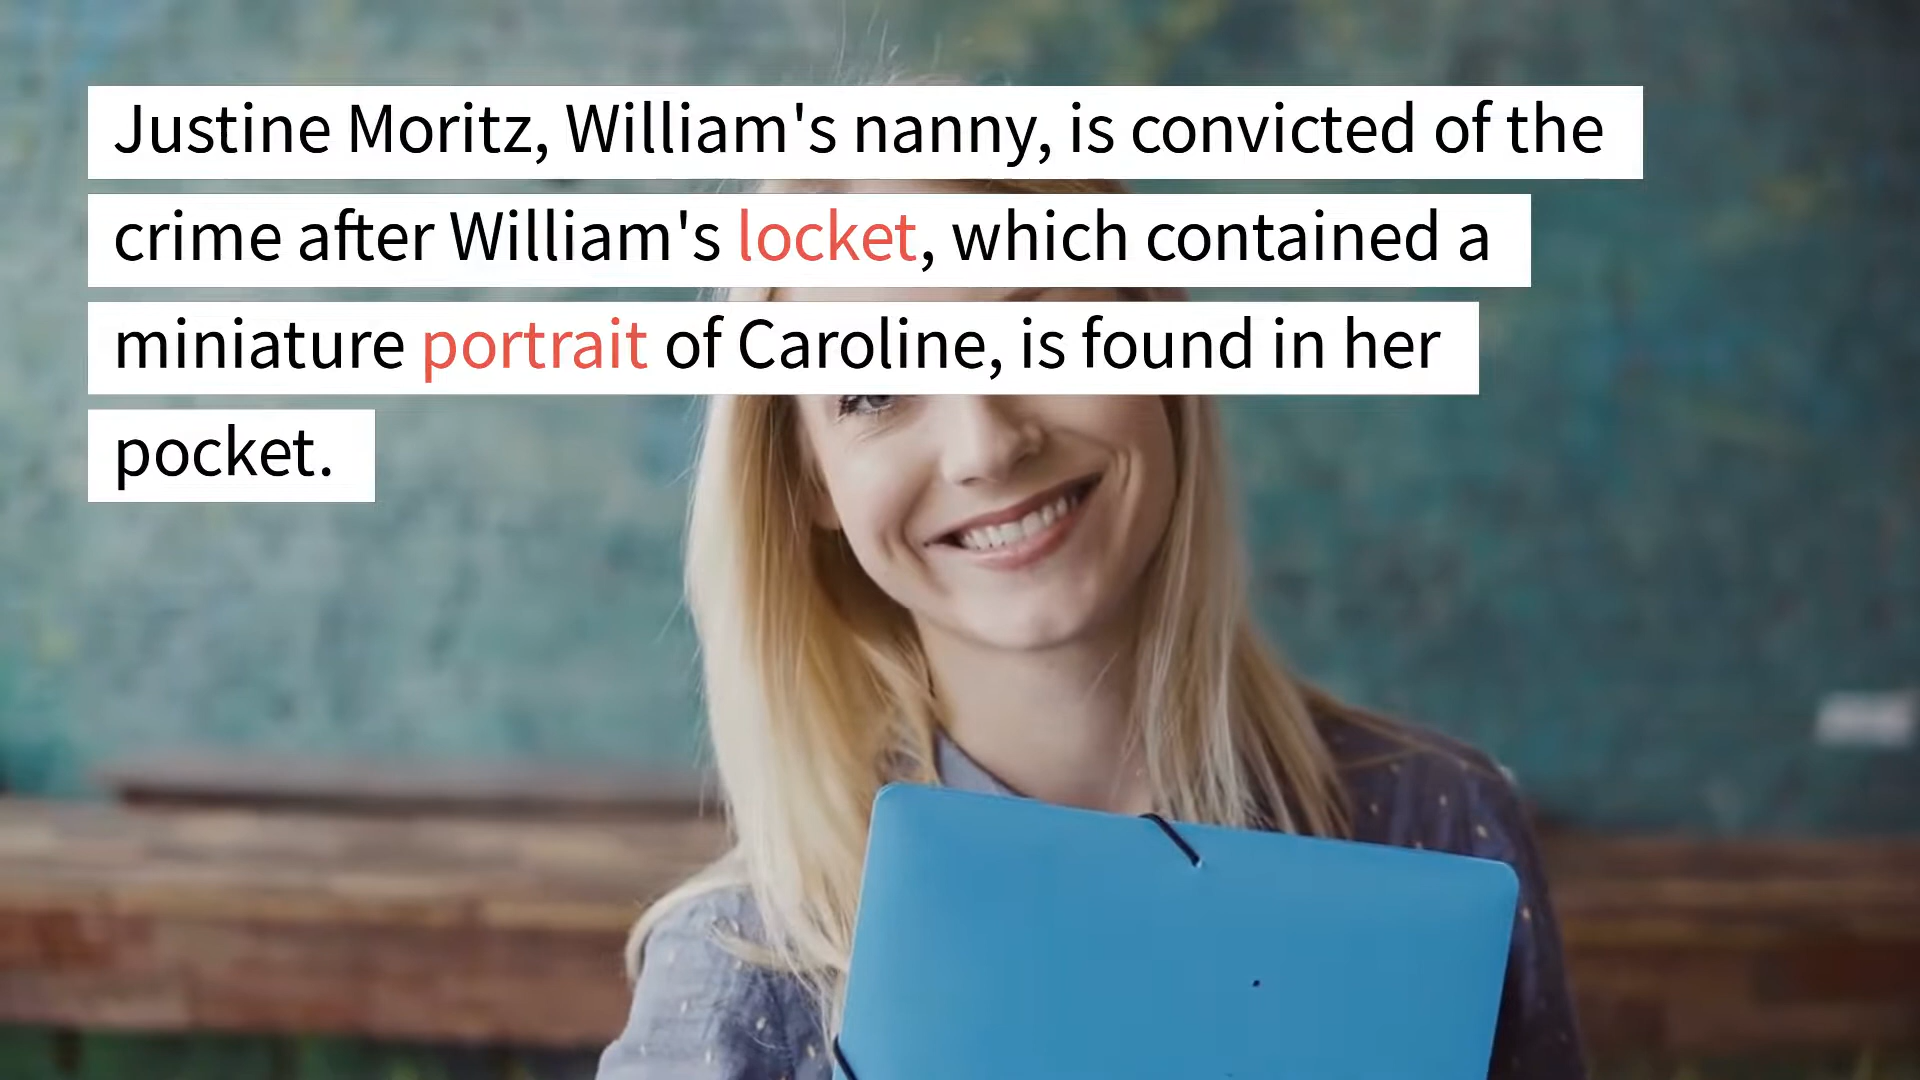 Justine Moritz, William's nanny, is convicted of the
crime after William's locket, which contained a
miniature portrait of Caroline, is found in her
pocket.